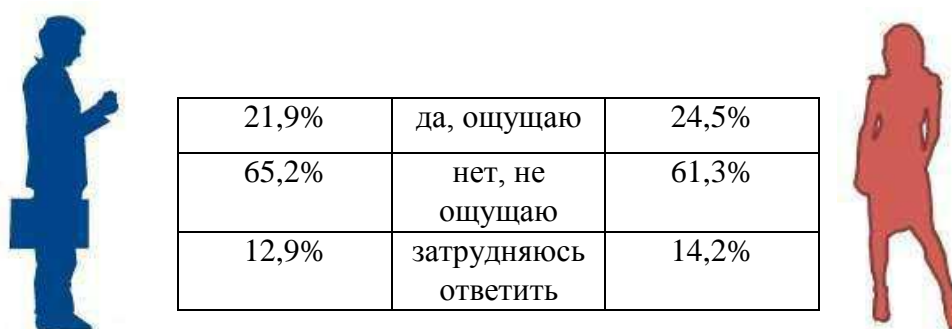 21,9% да, ощущаю 24,5%
65,2% нет, не 61,3%
ощущаю
12,9% затрудняюсь 14,2%
ответить